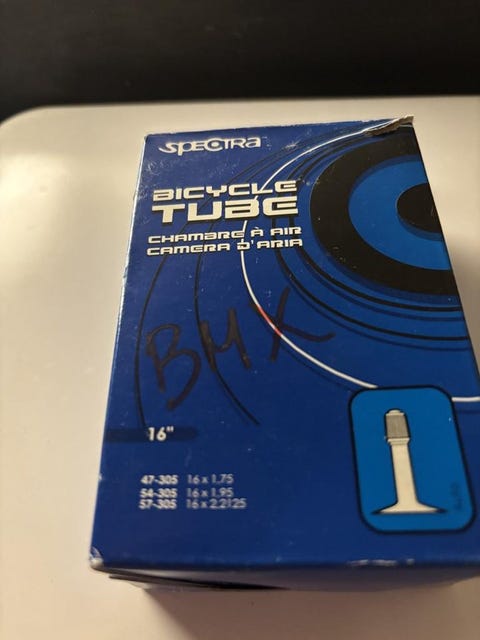 SPECTRA
BICYCLE
TUBE
CHAMBRE À AIR
CAMERA D'ARIA
BMX
16"
47-305 16 x 1,75
54-305 16 x 1,95
57-305 16 x 2,2125